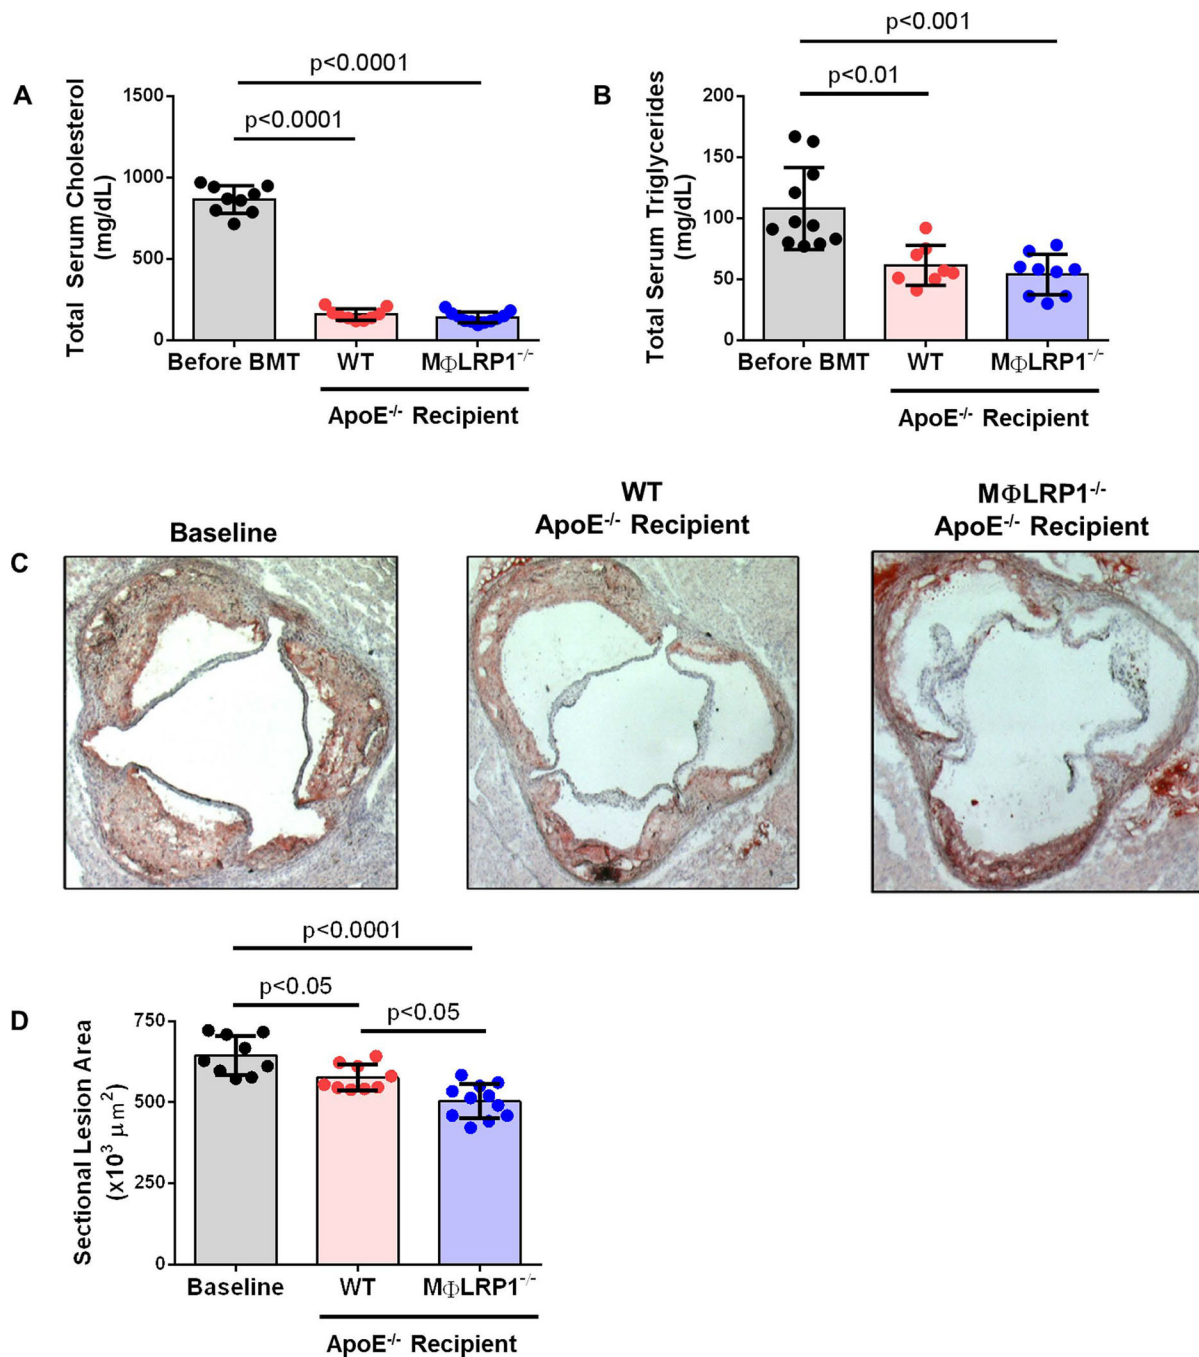 A
Total Serum Cholesterol
(mg/dL)
1500
1000
500
0
p<0.0001
p<0.0001
Before BMT
WT
MΦLRP1-/-
ApoE-/- Recipient
B
Total Serum Triglycerides
(mg/dL)
200
150
100
50
0
p<0.001
p<0.01
Before BMT
WT
MΦLRP1-/-
ApoE-/- Recipient
C
Baseline
WT
ApoE-/- Recipient
MΦLRP1-/-
ApoE-/- Recipient
D
Sectional Lesion Area
(x10³ µm²)
750
500
250
0
p<0.0001
p<0.05
p<0.05
Baseline
WT
MΦLRP1-/-
ApoE-/- Recipient